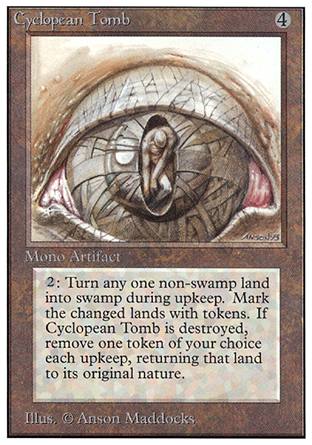 Cyclopean Tomb 4
ANSON93
Mono Artifact
2: Turn any one non-swamp land
into swamp during upkeep. Mark
the changed lands with tokens. If
Cyclopean Tomb is destroyed,
remove one token of your choice
each upkeep, returning that land
to its original nature.
Illus. © Anson Maddocks